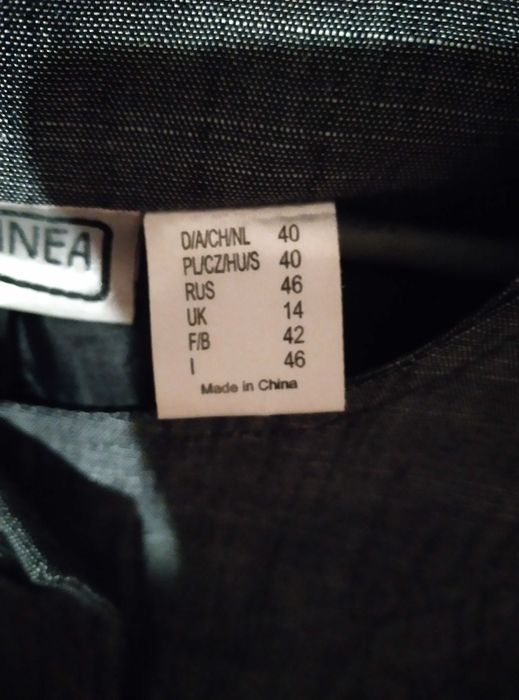 INEA
D/A/CH/NL 40
PL/CZ/HU/S 40
RUS 46
UK 14
F/B 42
I 46
Made in China